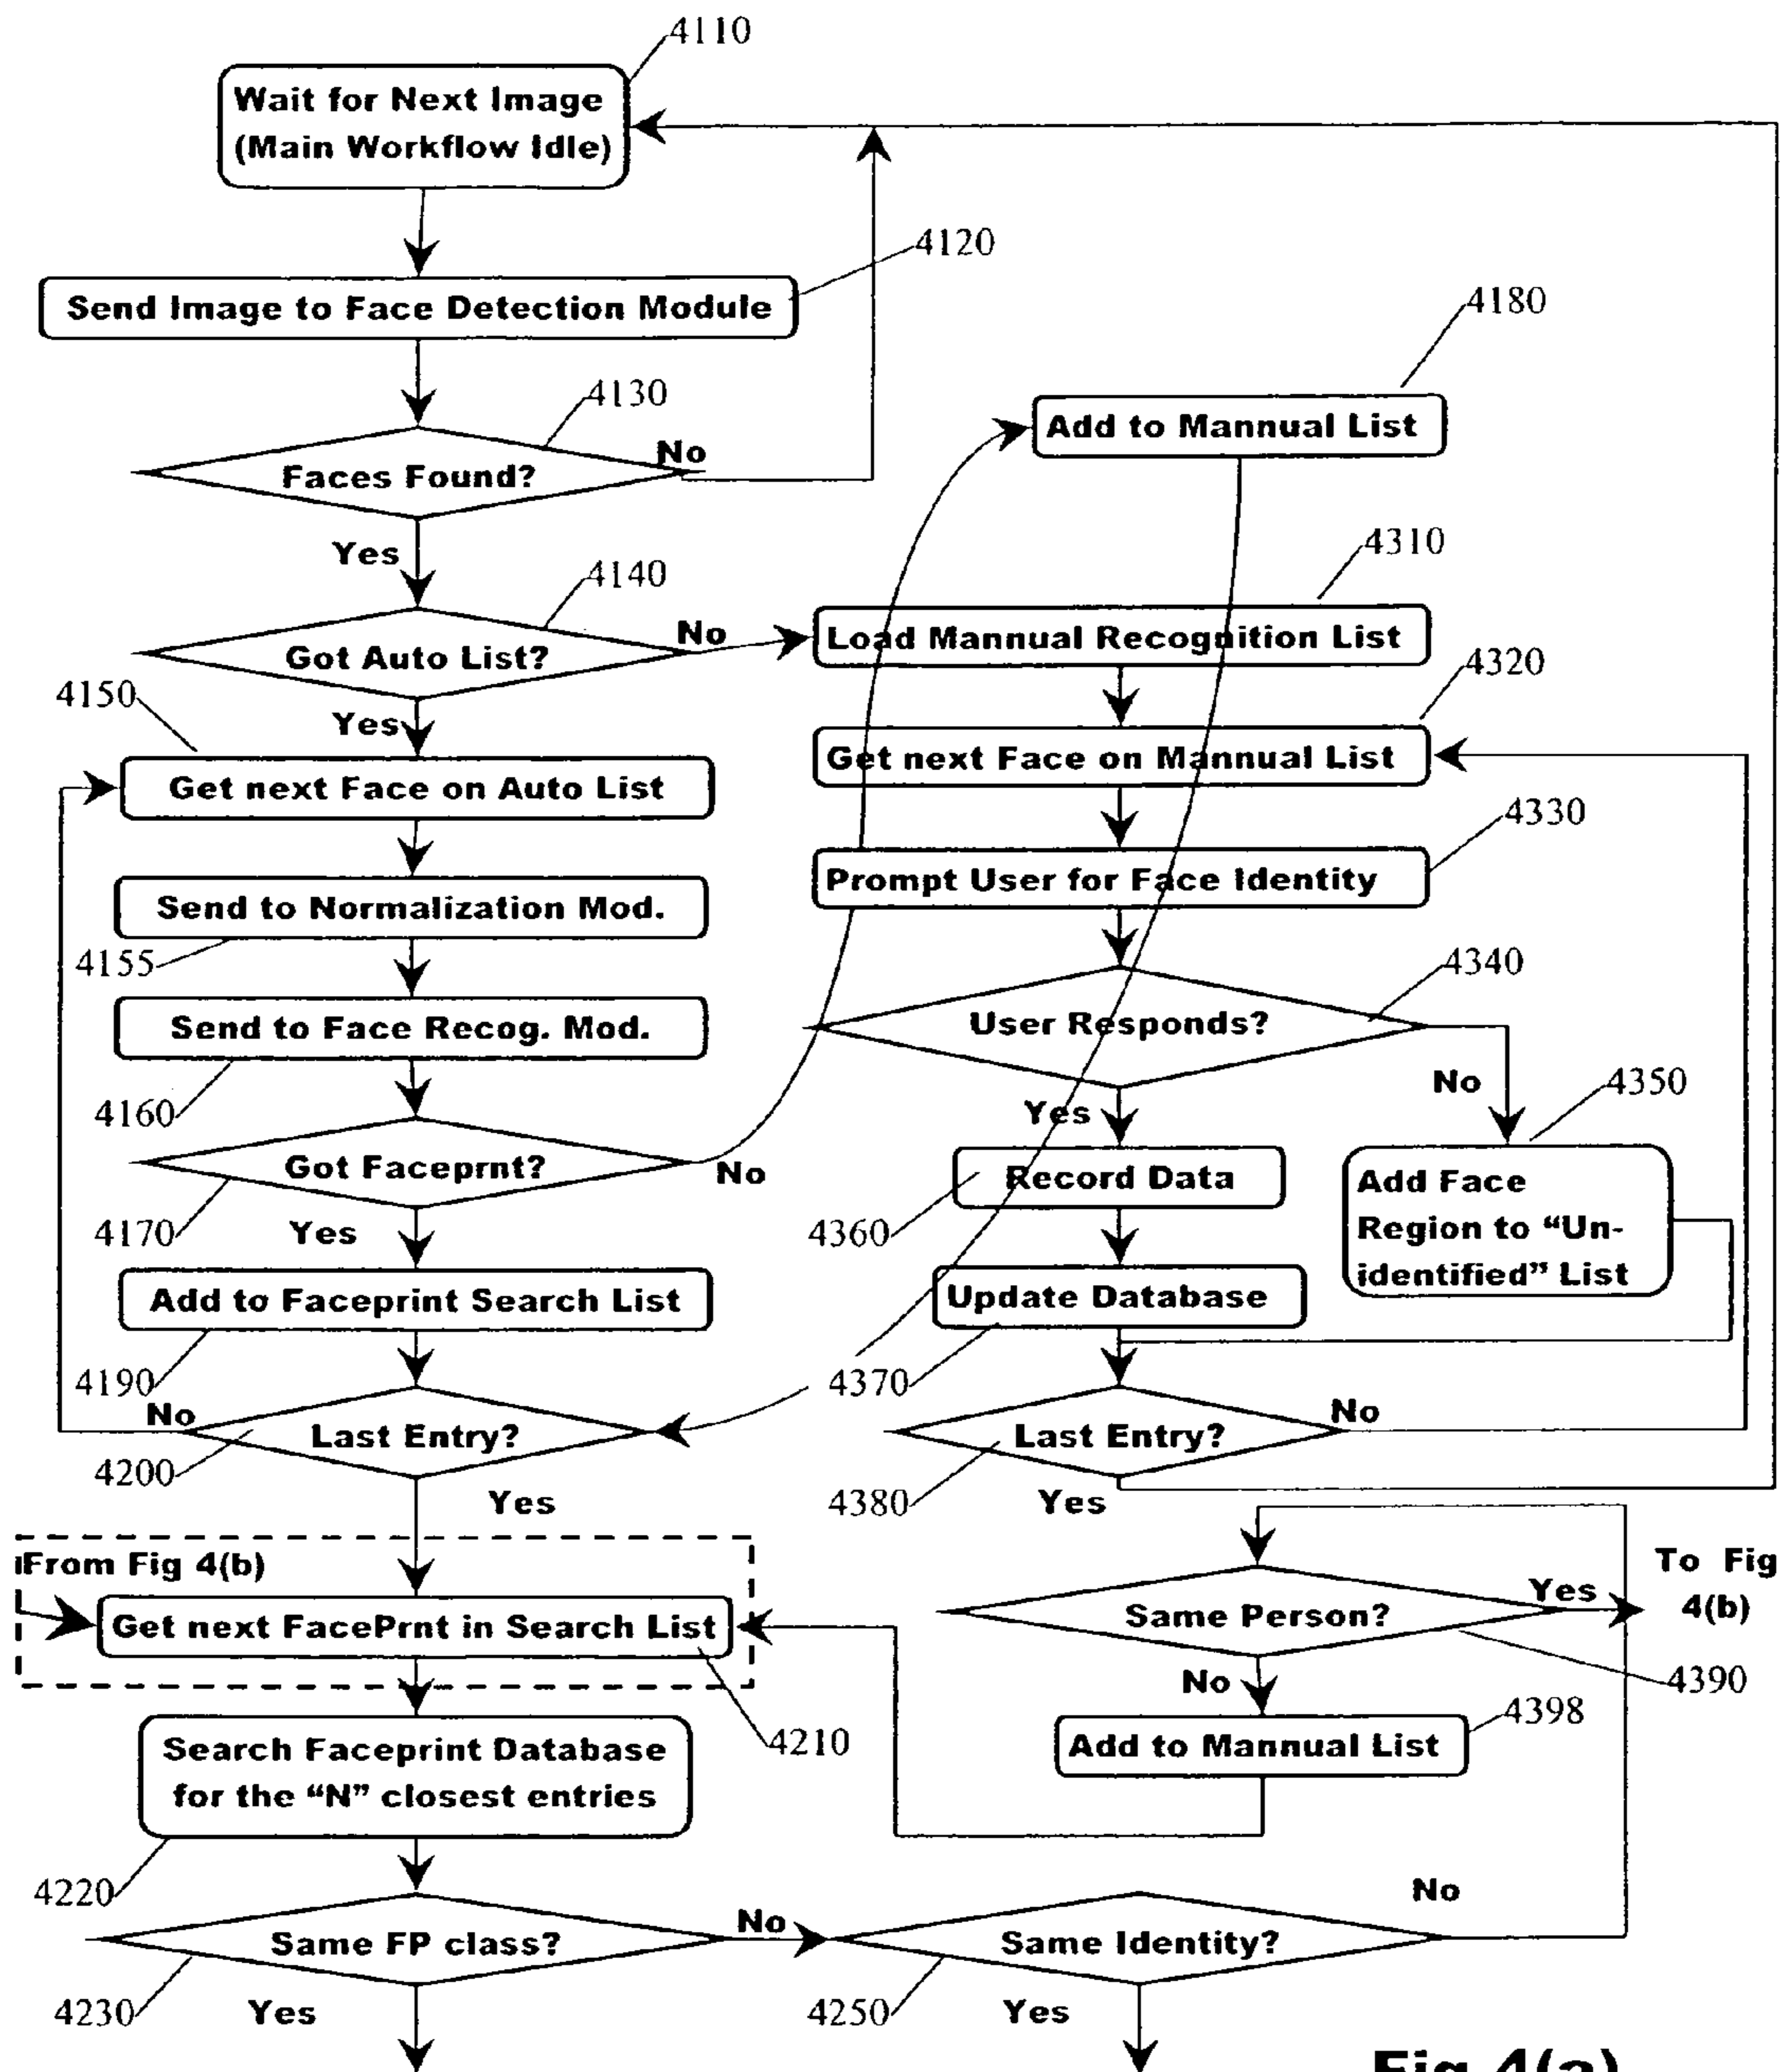 4110
Wait for Next Image
(Main Workflow Idle)
4120
Send Image to Face Detection Module
4180
4130
Add to Mannual List
No
Faces Found?
4310
Yes
4140
No
Load Mannual Recognition List
Got Auto List?
4320
4150
Yes
Get next Face on Mannual List
Get next Face on Auto List
4330
Prompt User for Face Identity
Send to Normalization Mod.
4155
4340
User Responds?
Send to Face Recog. Mod.
No
4350
4160
Yes
Got Faceprnt?
No
Record Data
Add Face
Region to “Un-
identified” List
4170
Yes
4360
Add to Faceprint Search List
Update Database
4190
4370
No
Last Entry?
No
Last Entry?
4200
Yes
4380
Yes
From Fig 4(b)
To Fig
4(b)
Yes
Same Person?
Get next FacePrnt in Search List
No
4390
4398
4210
Search Faceprint Database
for the “N” closest entries
Add to Mannual List
4220
No
No
Same FP class?
Same Identity?
4230
Yes
4250
Yes
Fig 4(a)